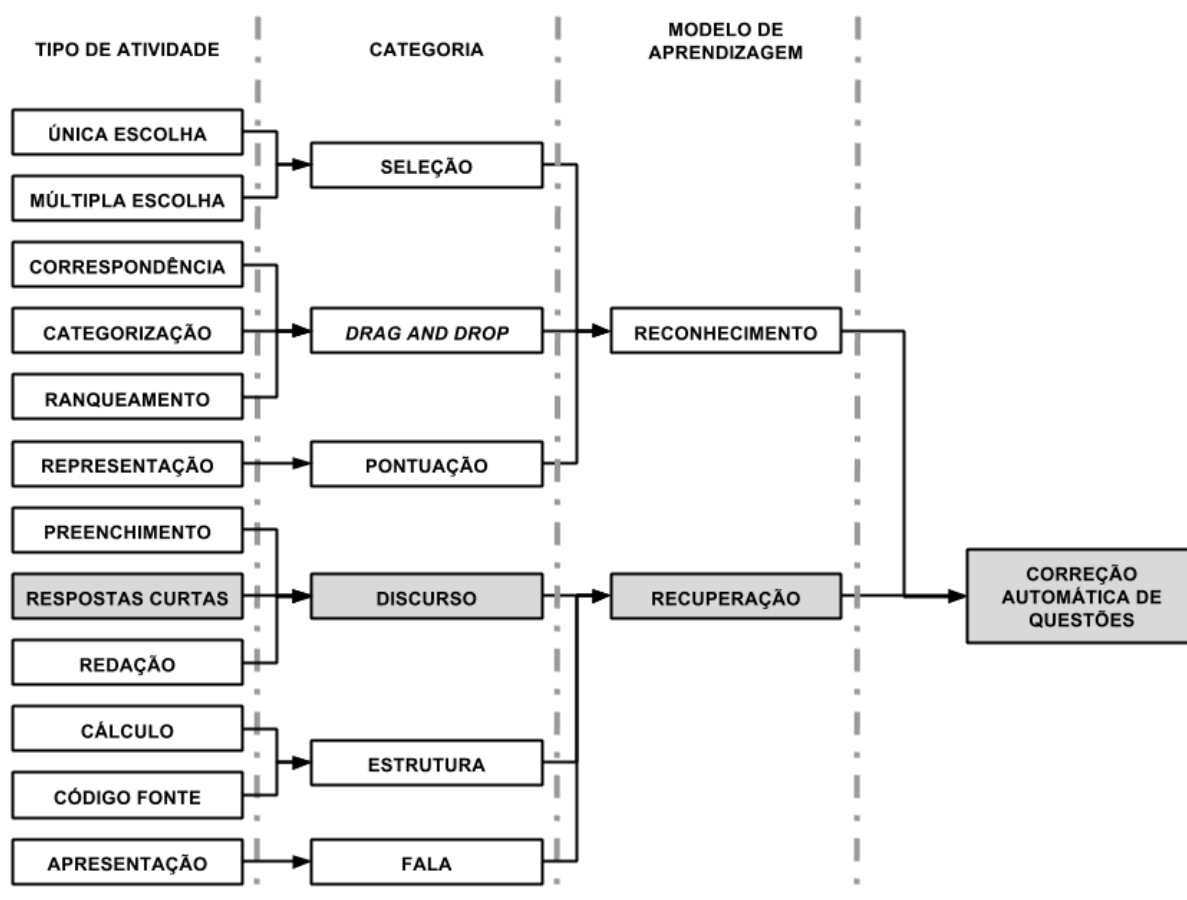 TIPO DE ATIVIDADE
CATEGORIA
MODELO DE
APRENDIZAGEM
ÚNICA ESCOLHA
MÚLTIPLA ESCOLHA
SELEÇÃO
CORRESPONDÊNCIA
CATEGORIZAÇÃO
RANQUEAMENTO
DRAG AND DROP
RECONHECIMENTO
REPRESENTAÇÃO
PONTUAÇÃO
PREENCHIMENTO
RESPOSTAS CURTAS
REDAÇÃO
DISCURSO
RECUPERAÇÃO
CORREÇÃO
AUTOMÁTICA DE
QUESTÕES
CÁLCULO
CÓDIGO FONTE
ESTRUTURA
APRESENTAÇÃO
FALA